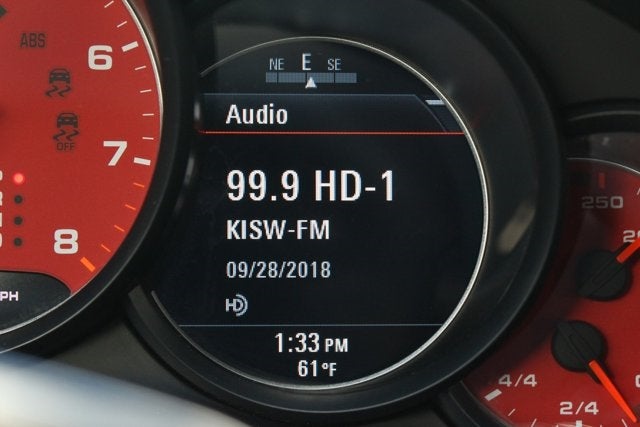 ABS
6
OFF
7
8
PH
NE E SE
Audio
99.9 HD-1
KISW-FM
09/28/2018
HD
1:33 PM
61°F
250
4/4
2/4